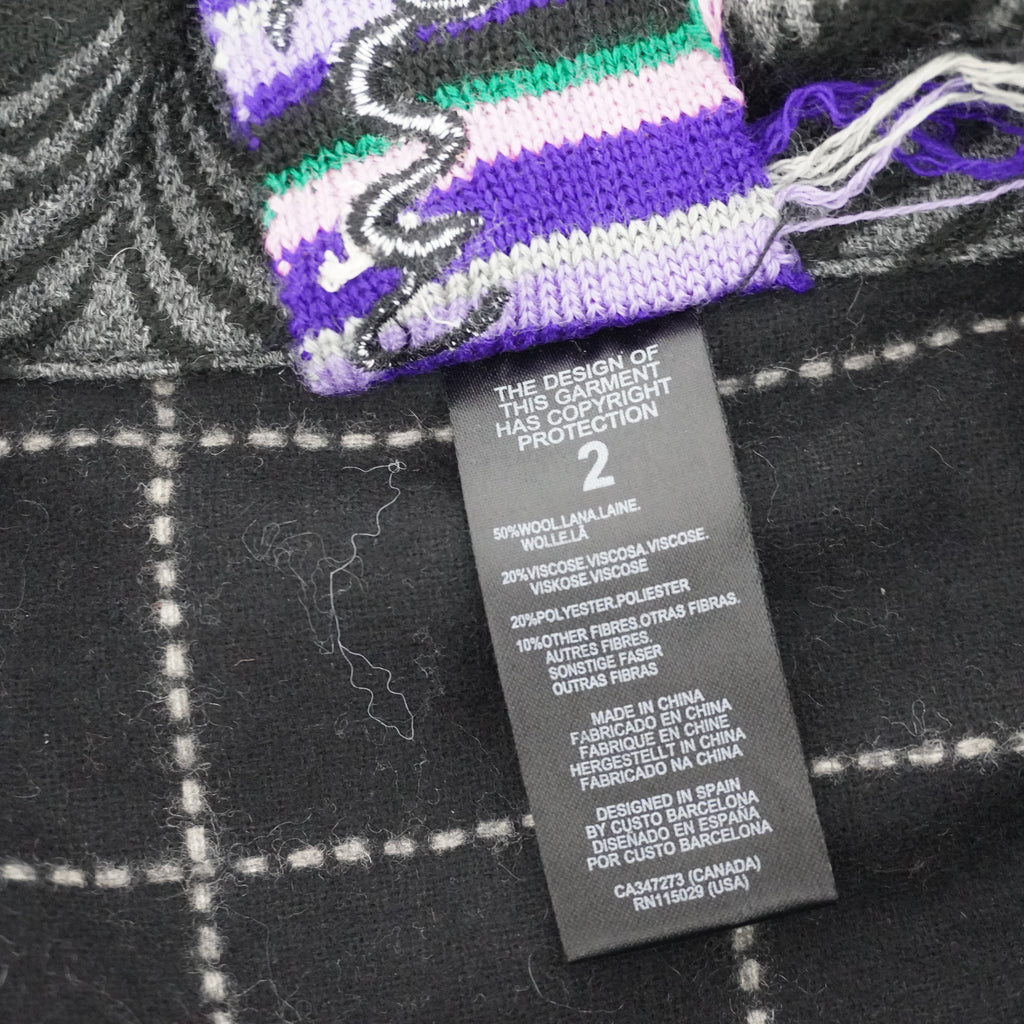 THE DESIGN OF
THIS GARMENT
HAS COPYRIGHT
PROTECTION
2
50%WOOL.LANA.LAINE.
WOLLE.LÃ
20%VISCOSE.VISCOSA.VISCOSE.
VISKOSE.VISCOSE
20%POLYESTER.POLIESTER
10%OTHER FIBRES.OTRAS FIBRAS.
AUTRES FIBRES.
SONSTIGE FASER
OUTRAS FIBRAS
MADE IN CHINA
FABRICADO EN CHINA
FABRIQUE EN CHINE
HERGESTELLT IN CHINA
FABRICADO NA CHINA
DESIGNED IN SPAIN
BY CUSTO BARCELONA
DISEÑADO EN ESPAÑA
POR CUSTO BARCELONA
CA347273 (CANADA)
RN115029 (USA)